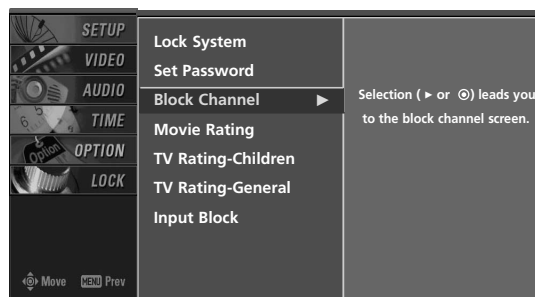 SETUP
VIDEO
AUDIO
TIME
OPTION
LOCK
Move MENU Prev
Lock System
Set Password
Block Channel ►
Movie Rating
TV Rating-Children
TV Rating-General
Input Block
Selection ( ► or ⊙) leads you
to the block channel screen.